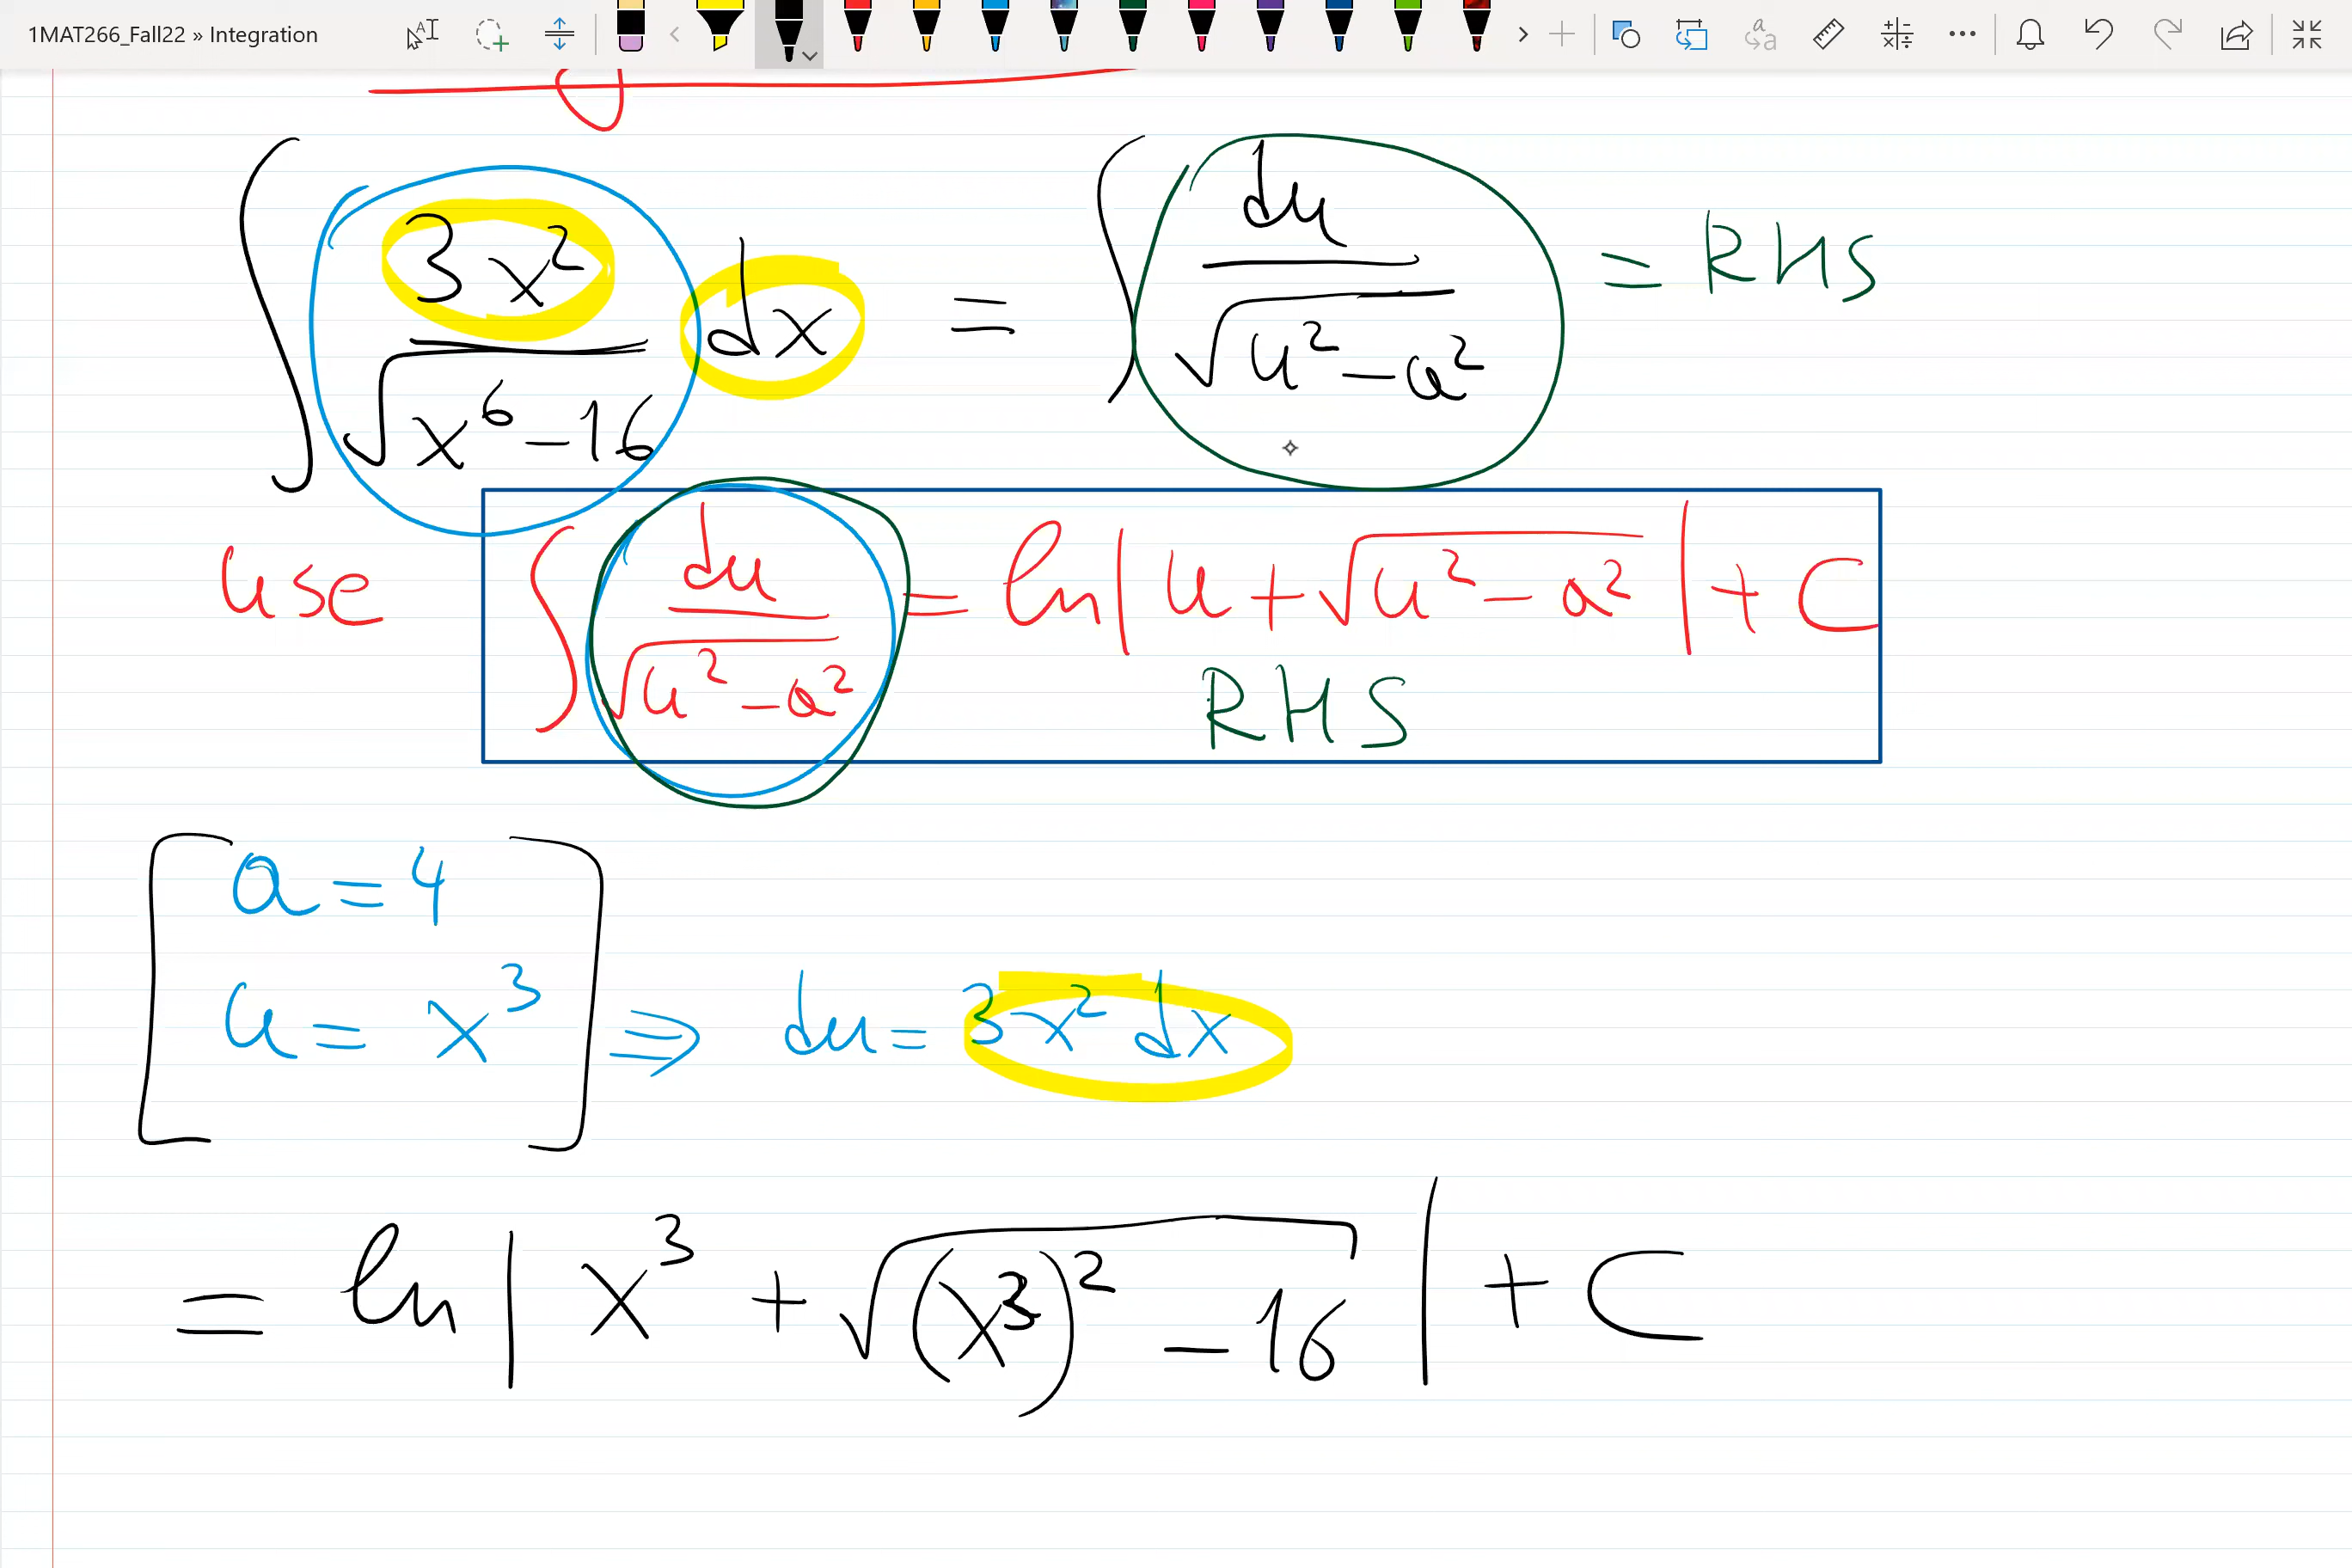 1MAT266_Fall22 » Integration
∫ 3x² / √(x⁶ − 16) dx = ∫ du / √(u² − a²) = RHS
use ∫ du / √(u² − a²) = ln | u + √(u² − a²) | + C
RHS
a = 4
u = x³ ⇒ du = 3x² dx
= ln | x³ + √((x³)² − 16) | + C